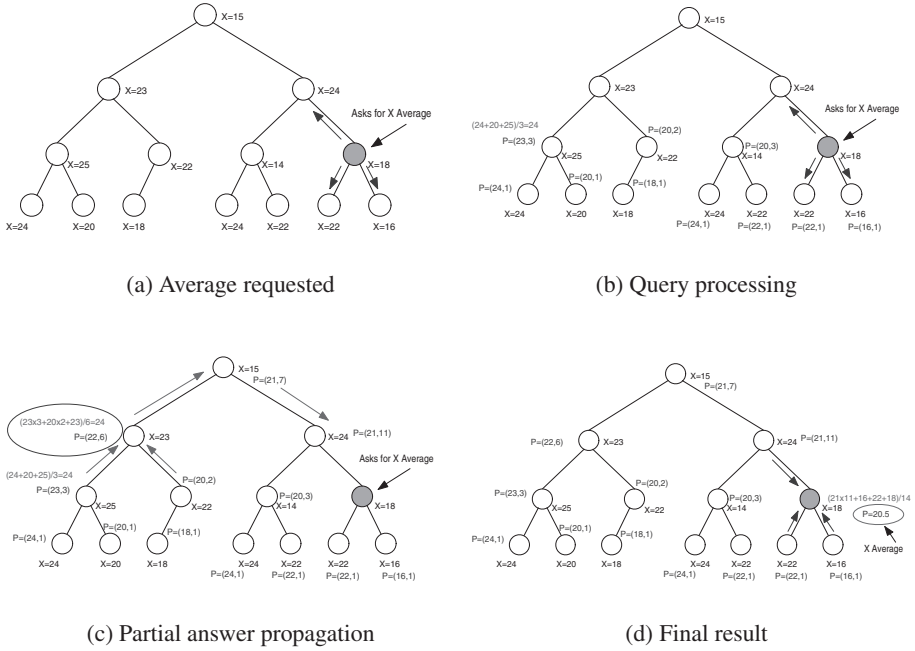 X=15
X=23
X=24
Asks for X Average
X=25
X=22
X=14
X=18
X=24
X=20
X=18
X=24
X=22
X=22
X=16
(a) Average requested
X=15
X=23
X=24
Asks for X Average
(24+20+25)/3=24
P=(20,2)
P=(23,3)
P=(20,3)
X=25
X=22
X=14
X=18
P=(24,1)
P=(20,1)
P=(18,1)
X=24
X=20
X=18
X=24
X=22
X=22
X=16
P=(24,1)
P=(22,1)
P=(22,1)
P=(16,1)
(b) Query processing
X=15
P=(21,7)
(23x3+20x2+23)/6=24
P=(22,6)
X=23
X=24
P=(21,11)
Asks for X Average
(24+20+25)/3=24
P=(20,2)
P=(23,3)
P=(20,3)
X=25
X=22
X=14
X=18
P=(24,1)
P=(20,1)
P=(18,1)
X=24
X=20
X=18
X=24
X=22
X=22
X=16
P=(24,1)
P=(22,1)
P=(22,1)
P=(16,1)
(c) Partial answer propagation
X=15
P=(21,7)
P=(22,6)
X=23
X=24
P=(21,11)
P=(20,2)
P=(23,3)
P=(20,3)
(21x11+16+22+18)/14
X=25
X=22
X=14
X=18
P=20.5
P=(24,1)
P=(20,1)
P=(18,1)
X Average
X=24
X=20
X=18
X=24
X=22
X=22
X=16
P=(24,1)
P=(22,1)
P=(22,1)
P=(16,1)
(d) Final result